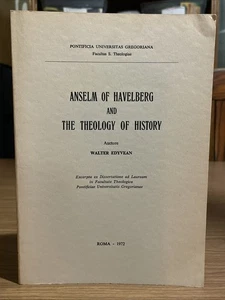 PONTIFICIA UNIVERSITAS GREGORIANA
Facultas S. Theologiae
ANSELM OF HAVELBERG
AND
THE THEOLOGY OF HISTORY
Auctore
WALTER EDYVEAN
Excerpta ex Dissertatione ad Lauream
in Facultate Theologica
Pontificiae Universitatis Gregorianae
ROMA - 1972